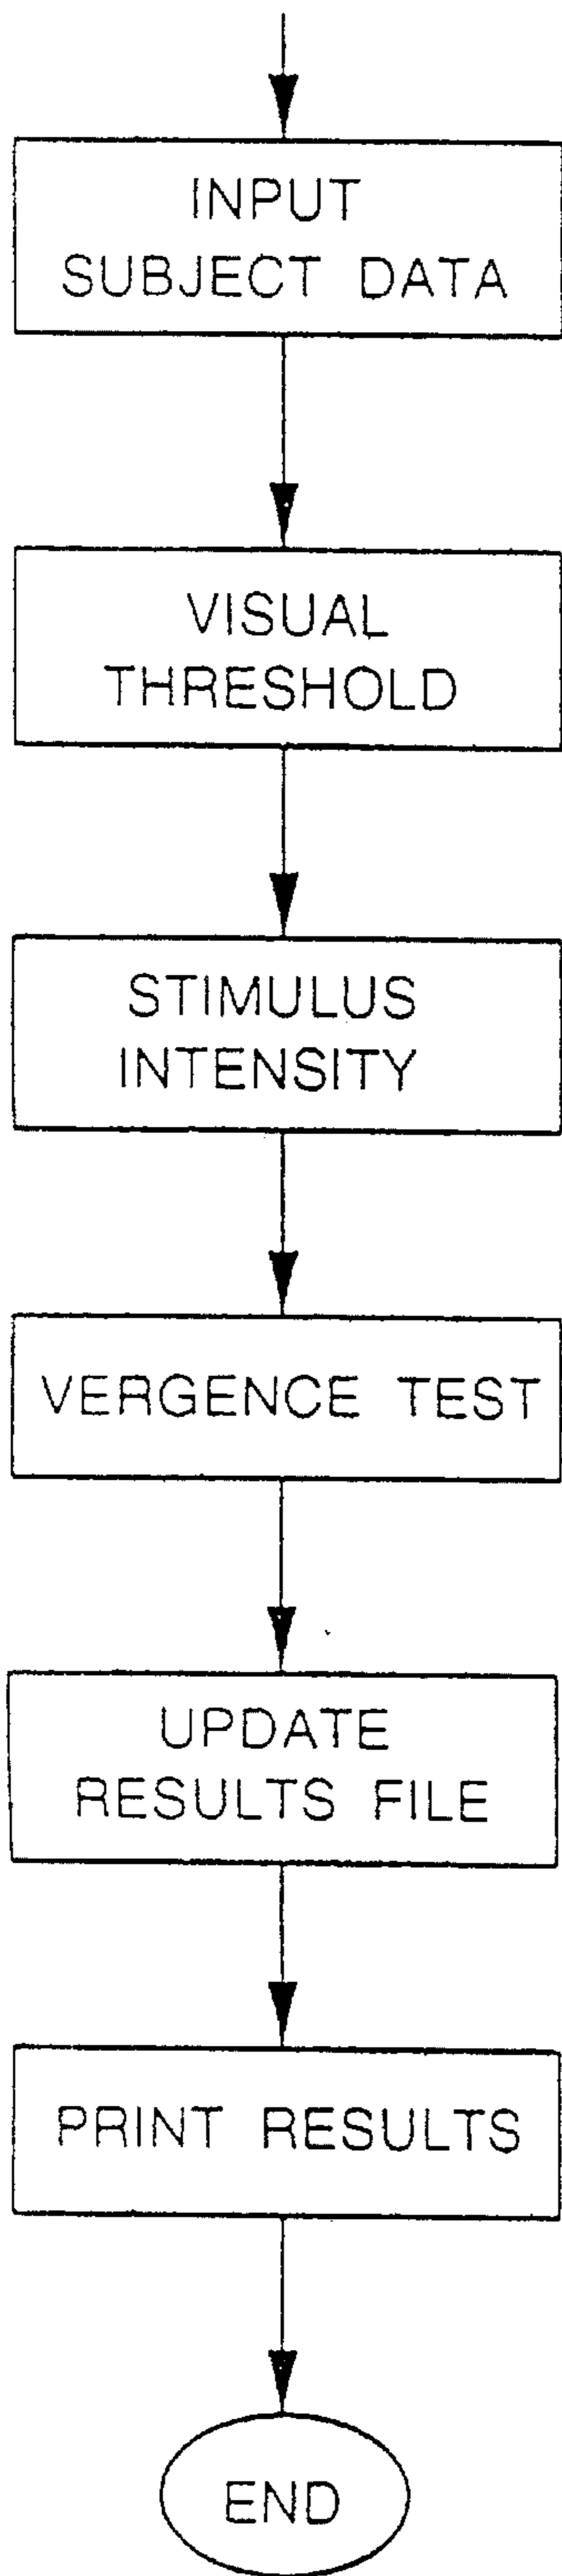 INPUT
SUBJECT DATA
VISUAL
THRESHOLD
STIMULUS
INTENSITY
VERGENCE TEST
UPDATE
RESULTS FILE
PRINT RESULTS
END